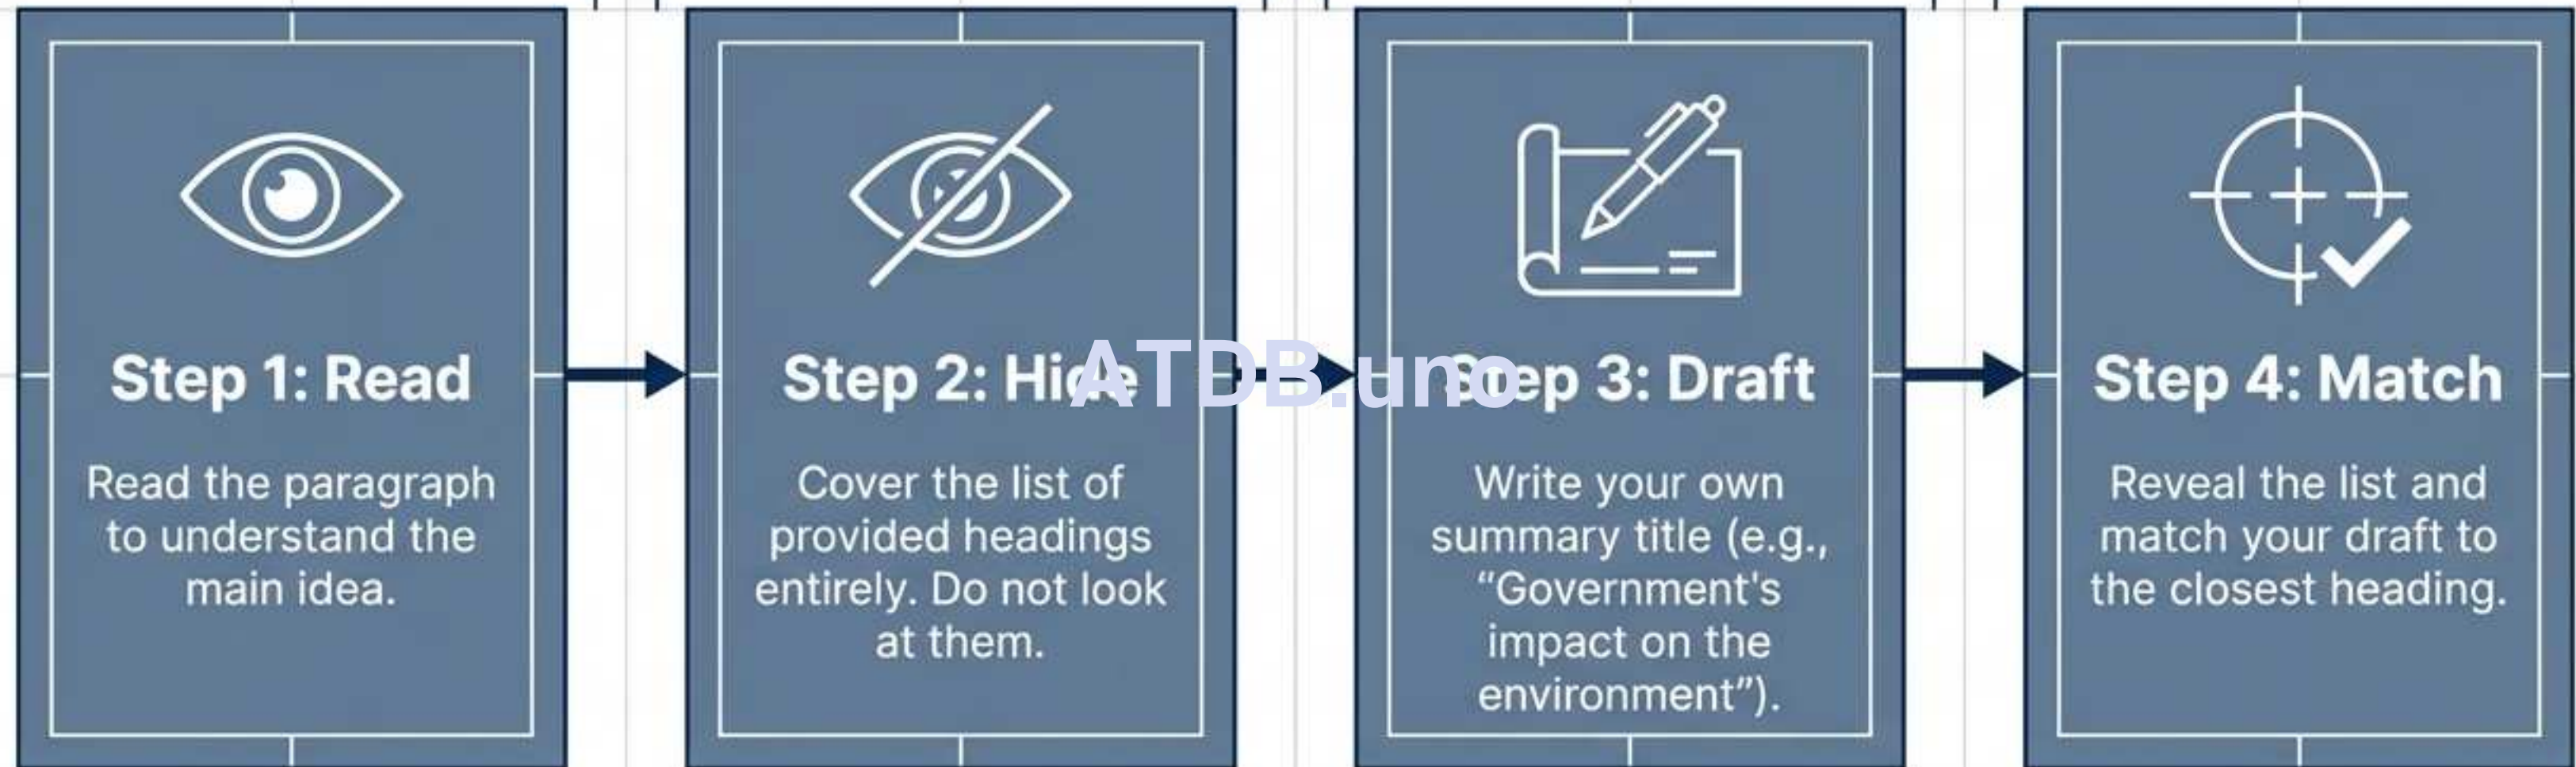 Step 1: Read
Read the paragraph
to understand the
main idea.
Step 2: Hide
Cover the list of
provided headings
entirely. Do not look
at them.
Step 3: Draft
Write your own
summary title (e.g.,
“Government's
impact on the
environment”).
Step 4: Match
Reveal the list and
match your draft to
the closest heading.
ATDB.uno